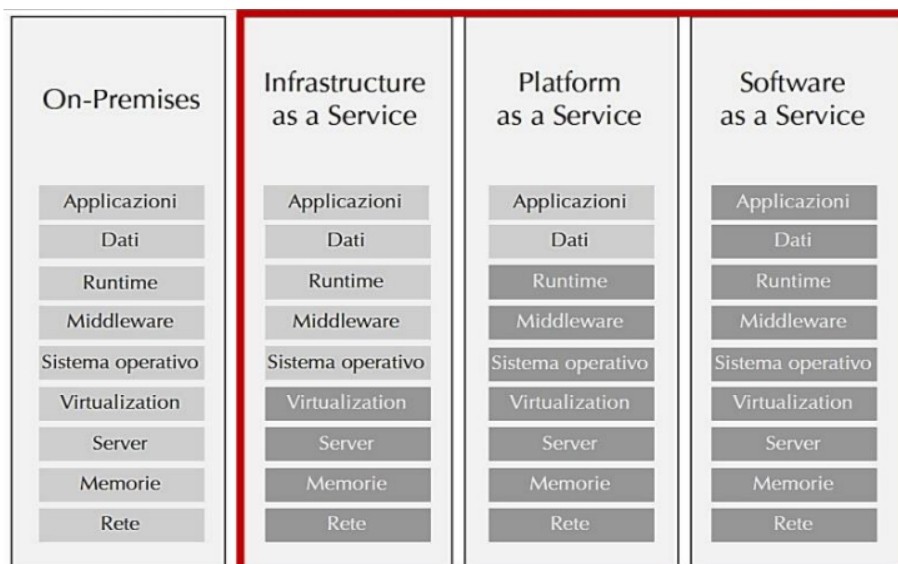 On-Premises
Applicazioni
Dati
Runtime
Middleware
Sistema operativo
Virtualization
Server
Memorie
Rete
Infrastructure
as a Service
Applicazioni
Dati
Runtime
Middleware
Sistema operativo
Virtualization
Server
Memorie
Rete
Platform
as a Service
Applicazioni
Dati
Runtime
Middleware
Sistema operativo
Virtualization
Server
Memorie
Rete
Software
as a Service
Applicazioni
Dati
Runtime
Middleware
Sistema operativo
Virtualization
Server
Memorie
Rete